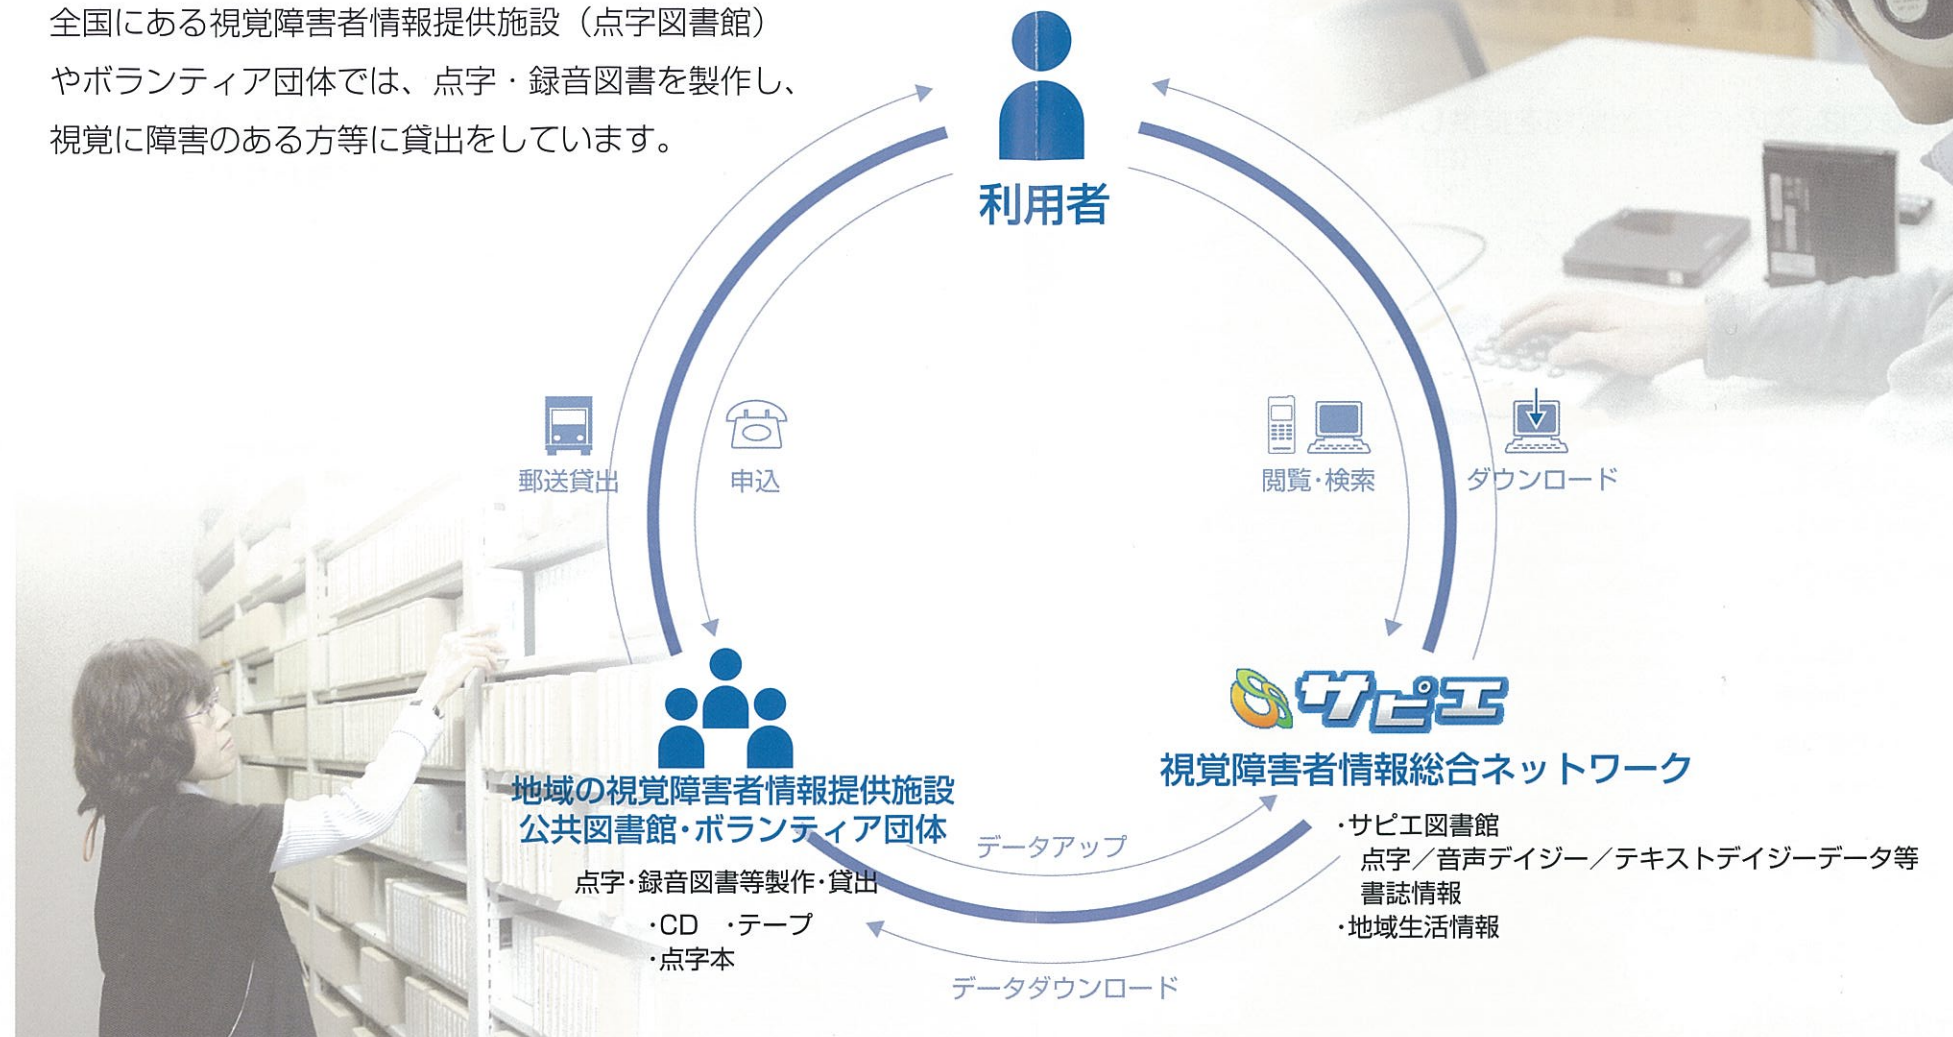 全国にある視覚障害者情報提供施設（点字図書館）
やボランティア団体では、点字・録音図書を製作し、
視覚に障害のある方等に貸出をしています。
利用者
郵送貸出
申込
閲覧・検索
ダウンロード
地域の視覚障害者情報提供施設
公共図書館・ボランティア団体
点字・録音図書等製作・貸出
・CD　・テープ
・点字本
サピエ
視覚障害者情報総合ネットワーク
・サピエ図書館
点字／音声デイジー／テキストデイジーデータ等
書誌情報
・地域生活情報
データアップ
データダウンロード